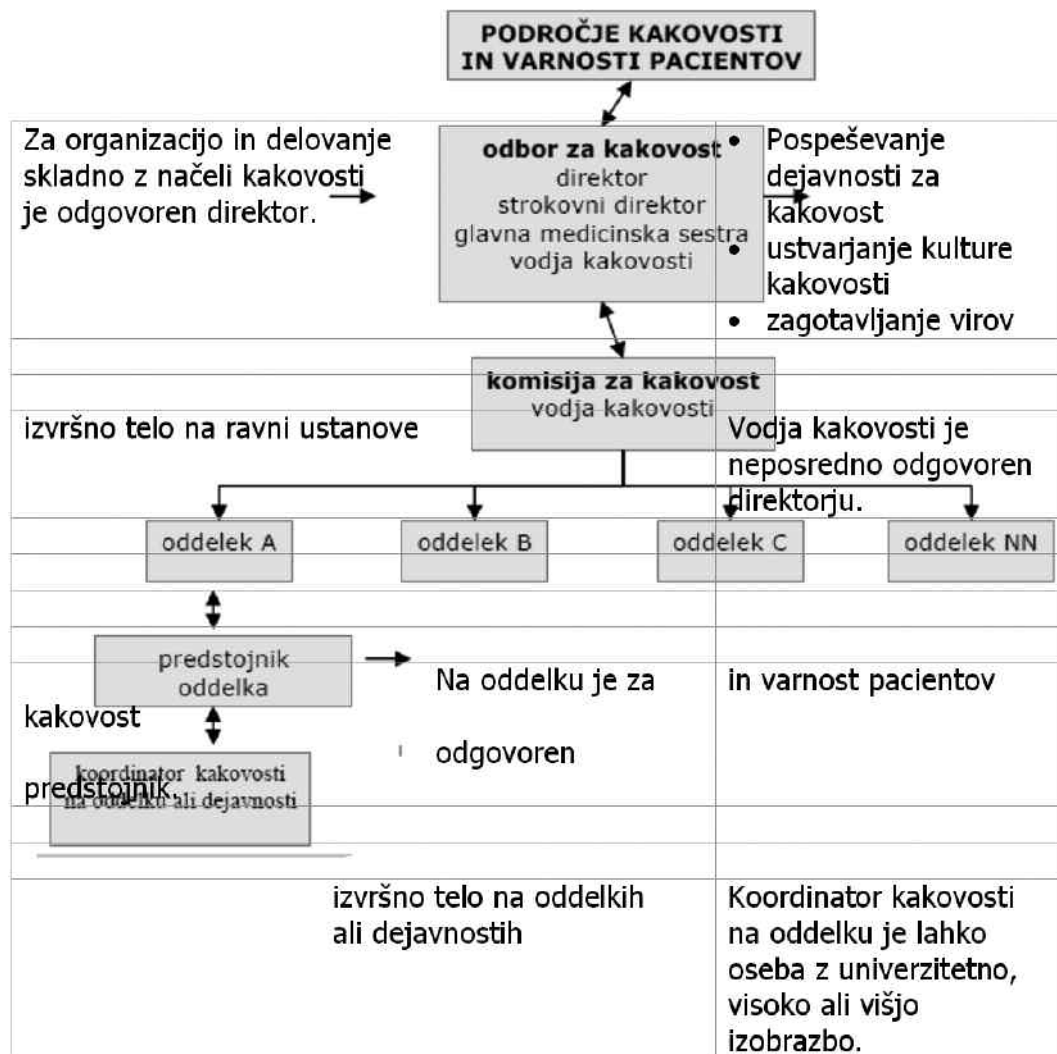 PODROČJE KAKOVOSTI
IN VARNOSTI PACIENTOV
Za organizacijo in delovanje
skladno z načeli kakovosti
je odgovoren direktor.
odbor za kakovost
direktor
strokovni direktor
glavna medicinska sestra
vodja kakovosti
• Pospeševanje
dejavnosti za
kakovost
• ustvarjanje kulture
kakovosti
• zagotavljanje virov
komisija za kakovost
vodja kakovosti
izvršno telo na ravni ustanove
Vodja kakovosti je
neposredno odgovoren
direktorju.
oddelek A
oddelek B
oddelek C
oddelek NN
predstojnik
oddelka
Na oddelku je za
in varnost pacientov
kakovost
odgovoren
predstojnik.
koordinator kakovosti
na oddelku ali dejavnosti
izvršno telo na oddelkih
ali dejavnostih
Koordinator kakovosti
na oddelku je lahko
oseba z univerzitetno,
visoko ali višjo
izobrazbo.